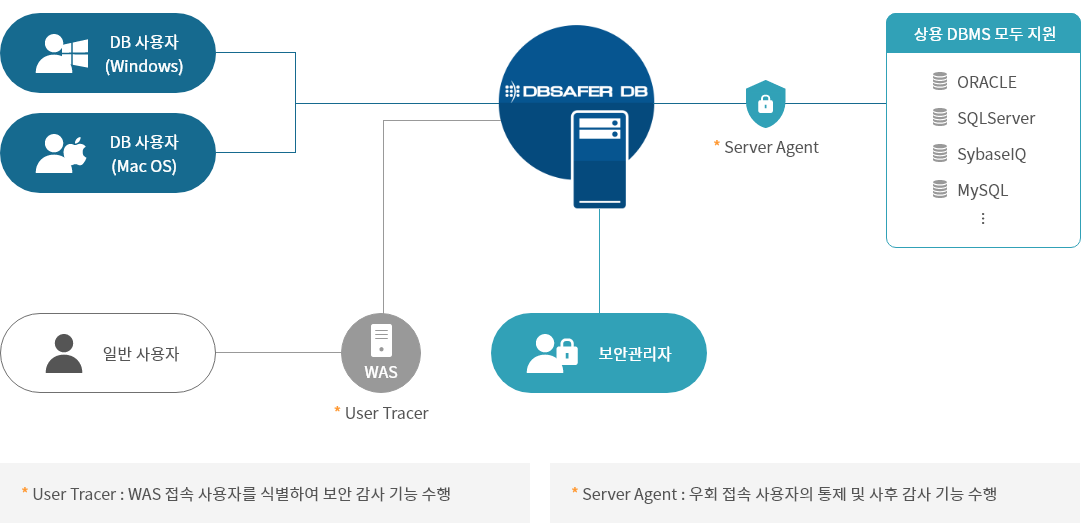 DB 사용자
(Windows)
DB 사용자
(Mac OS)
DBSAFER DB
* Server Agent
상용 DBMS 모두 지원
ORACLE
SQLServer
SybaseIQ
MySQL
⋮
일반 사용자
WAS
* User Tracer
보안관리자
* User Tracer : WAS 접속 사용자를 식별하여 보안 감사 기능 수행
* Server Agent : 우회 접속 사용자의 통제 및 사후 감사 기능 수행